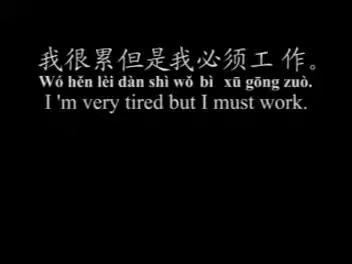 我很累但是我必须工 作。
Wó hěn lèi dàn shì wǒ bì xū gōng zuò.
I 'm very tired but I must work.